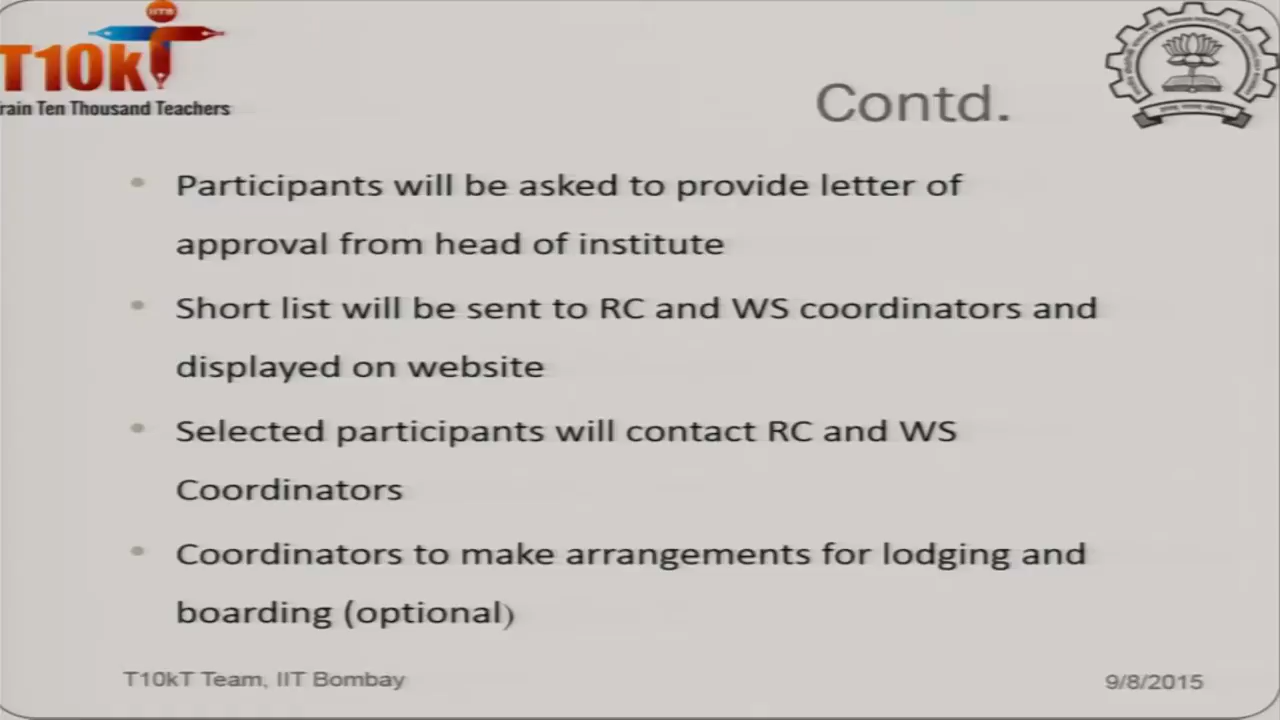 IITB
T10kT
rain Ten Thousand Teachers
Contd.
• Participants will be asked to provide letter of
approval from head of institute
• Short list will be sent to RC and WS coordinators and
displayed on website
• Selected participants will contact RC and WS
Coordinators
• Coordinators to make arrangements for lodging and
boarding (optional)
T10kT Team, IIT Bombay
9/8/2015